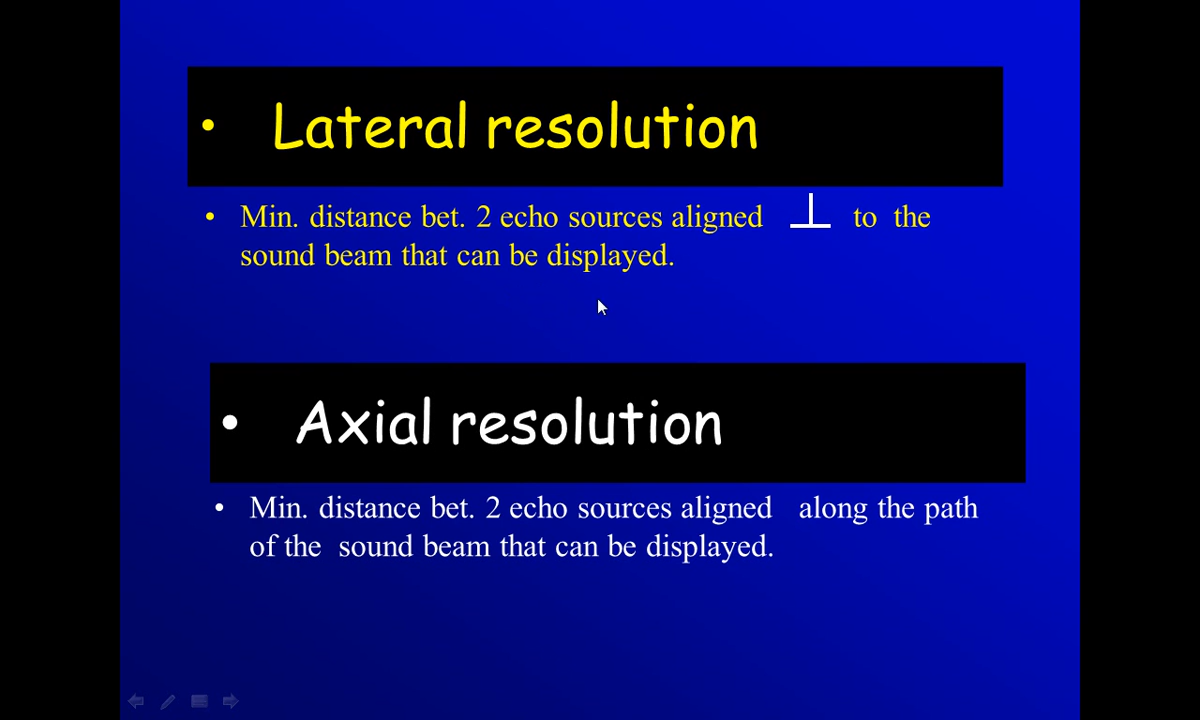 • Lateral resolution
• Min. distance bet. 2 echo sources aligned ⊥ to the
sound beam that can be displayed.
• Axial resolution
• Min. distance bet. 2 echo sources aligned along the path
of the sound beam that can be displayed.